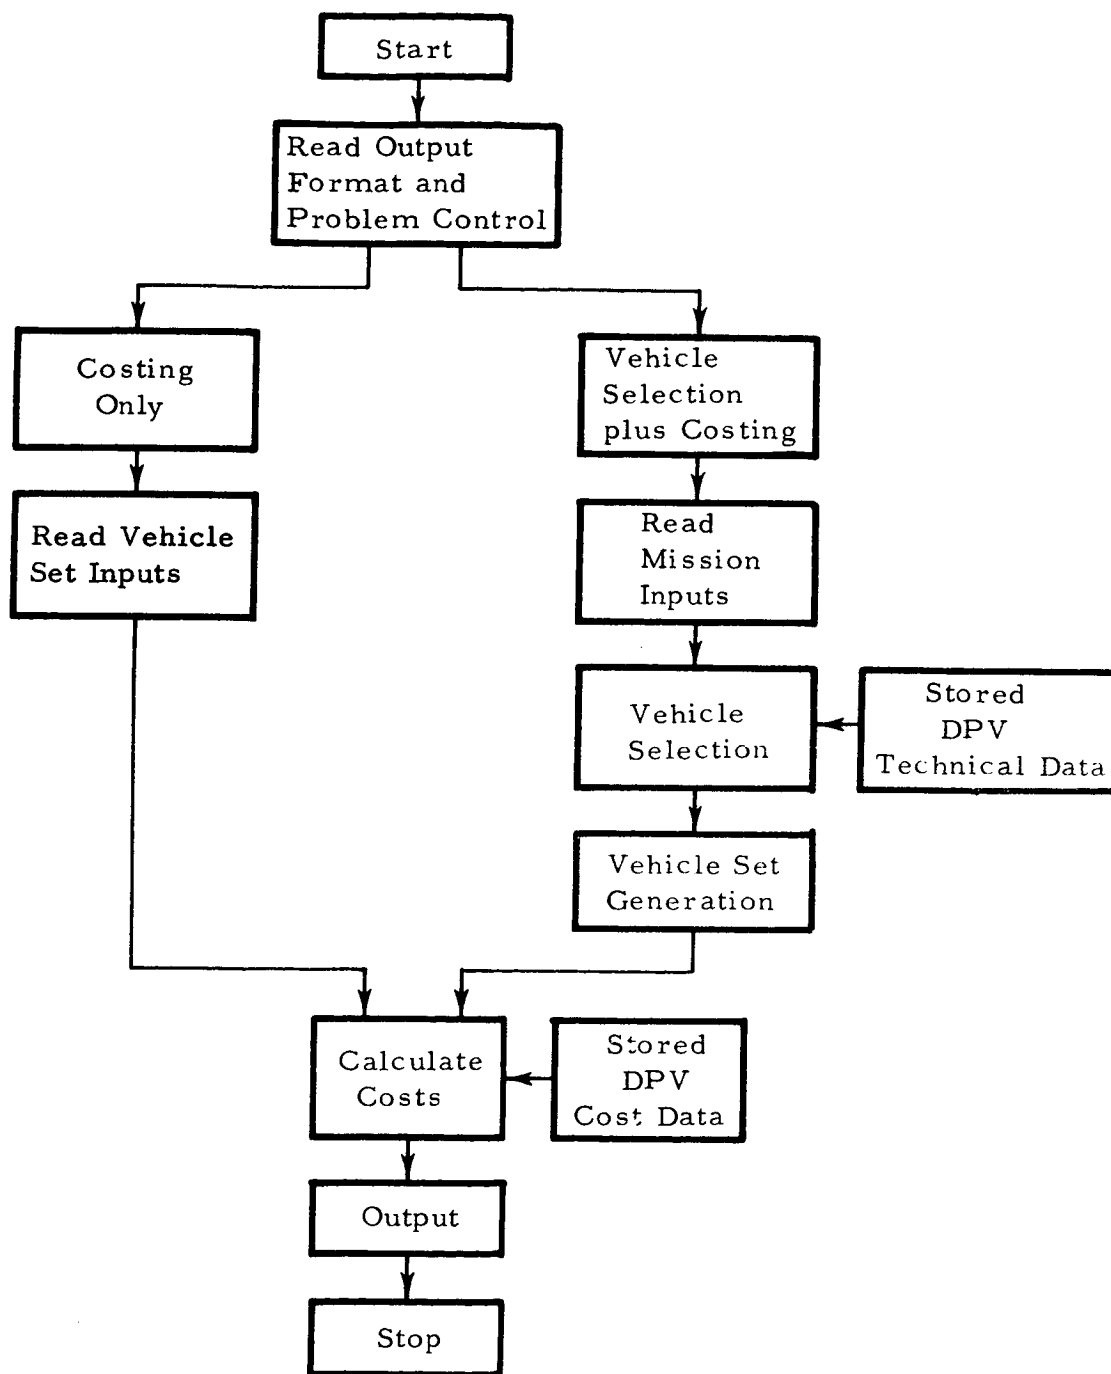 Start
Read Output
Format and
Problem Control
Costing
Only
Vehicle
Selection
plus Costing
Read Vehicle
Set Inputs
Read
Mission
Inputs
Vehicle
Selection
Stored
DPV
Technical Data
Vehicle Set
Generation
Calculate
Costs
Stored
DPV
Cost Data
Output
Stop